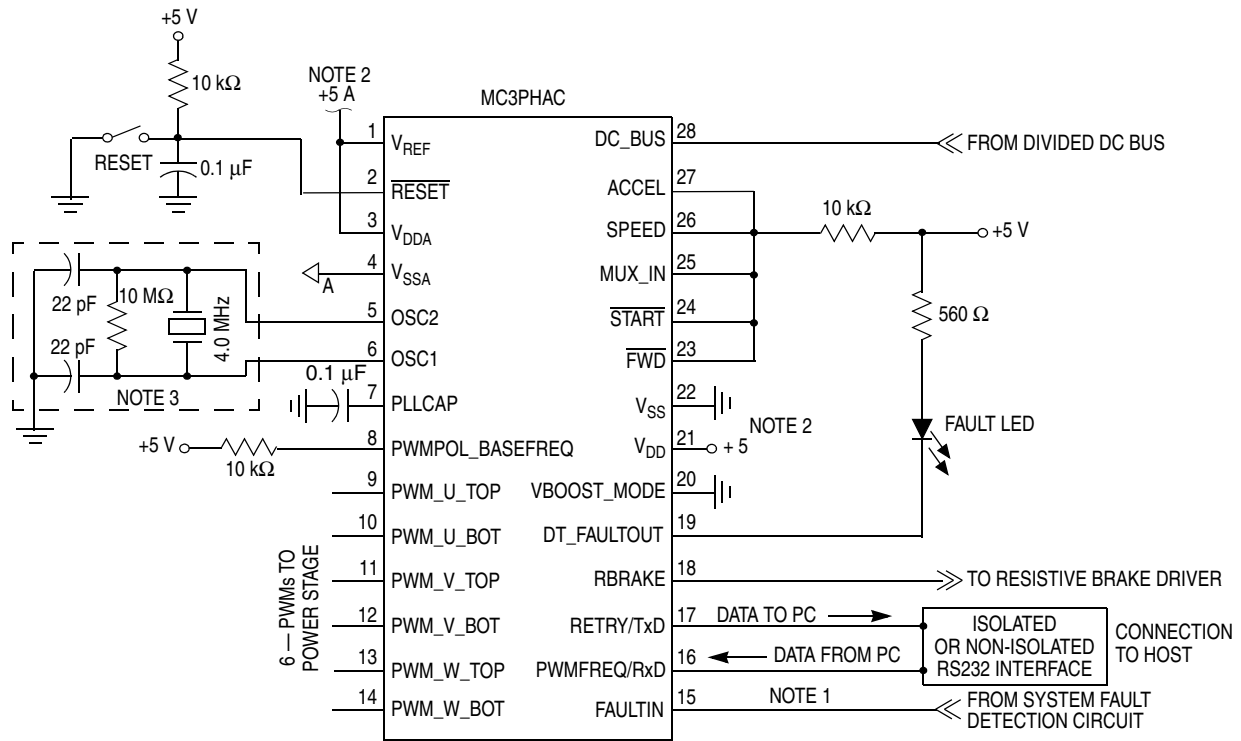 +5 V
10 kΩ
RESET
0.1 µF
NOTE 2
+5 A
MC3PHAC
1
VREF
2
RESET
3
VDDA
4
VSSA
A
5
OSC2
6
OSC1
7
PLLCAP
8
PWMPOL_BASEFREQ
9
PWM_U_TOP
10
PWM_U_BOT
11
PWM_V_TOP
12
PWM_V_BOT
13
PWM_W_TOP
14
PWM_W_BOT
22 pF
10 MΩ
4.0 MHz
22 pF
NOTE 3
0.1 µF
+5 V
10 kΩ
6 — PWMs TO
POWER STAGE
DC_BUS
28
FROM DIVIDED DC BUS
ACCEL
27
SPEED
26
MUX_IN
25
START
24
FWD
23
10 kΩ
+5 V
560 Ω
FAULT LED
VSS
22
NOTE 2
VDD
21
+ 5
VBOOST_MODE
20
DT_FAULTOUT
19
RBRAKE
18
TO RESISTIVE BRAKE DRIVER
RETRY/TxD
17
DATA TO PC
PWMFREQ/RxD
16
DATA FROM PC
ISOLATED
OR NON-ISOLATED
RS232 INTERFACE
CONNECTION
TO HOST
FAULTIN
15
NOTE 1
FROM SYSTEM FAULT
DETECTION CIRCUIT